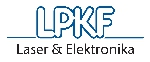 LPKF
Laser & Elektronika